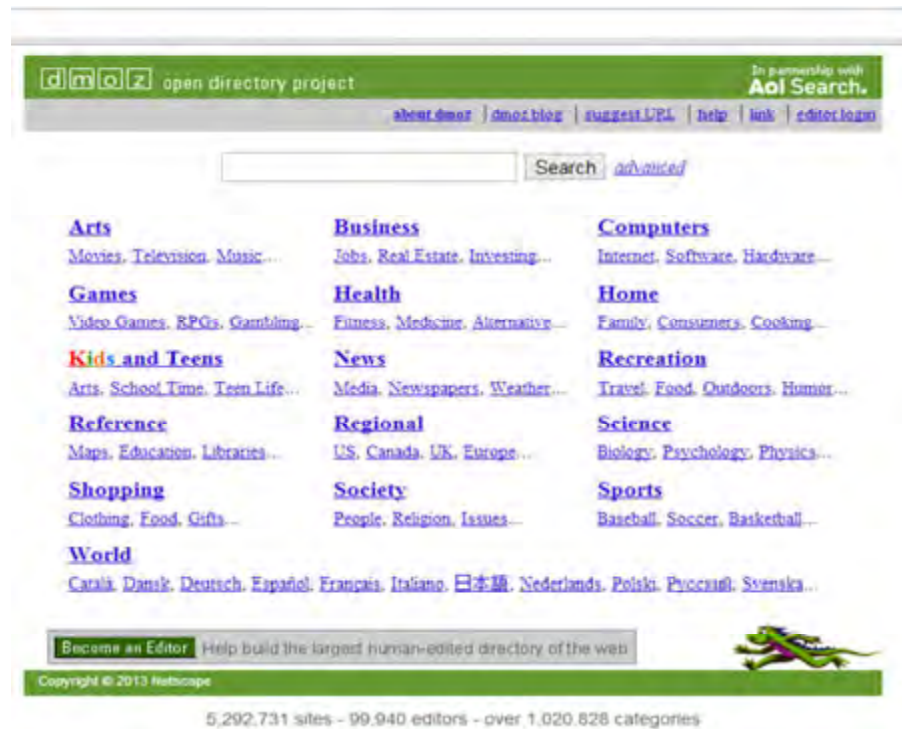 dmoz open directory project
In partnership with
Aol Search.
about dmoz | dmoz blog | suggest URL | help | link | editor login
Search advanced
Arts
Movies, Television, Music...
Business
Jobs, Real Estate, Investing...
Computers
Internet, Software, Hardware...
Games
Video Games, RPGs, Gambling...
Health
Fitness, Medicine, Alternative...
Home
Family, Consumers, Cooking...
Kids and Teens
Arts, School Time, Teen Life...
News
Media, Newspapers, Weather...
Recreation
Travel, Food, Outdoors, Humor...
Reference
Maps, Education, Libraries...
Regional
US, Canada, UK, Europe...
Science
Biology, Psychology, Physics...
Shopping
Clothing, Food, Gifts...
Society
People, Religion, Issues...
Sports
Baseball, Soccer, Basketball...
World
Català, Dansk, Deutsch, Español, Français, Italiano, 日本語, Nederlands, Polski, Русский, Svenska...
Become an Editor Help build the largest human-edited directory of the web
Copyright © 2013 Netscape
5,292,731 sites - 99,940 editors - over 1,020,828 categories